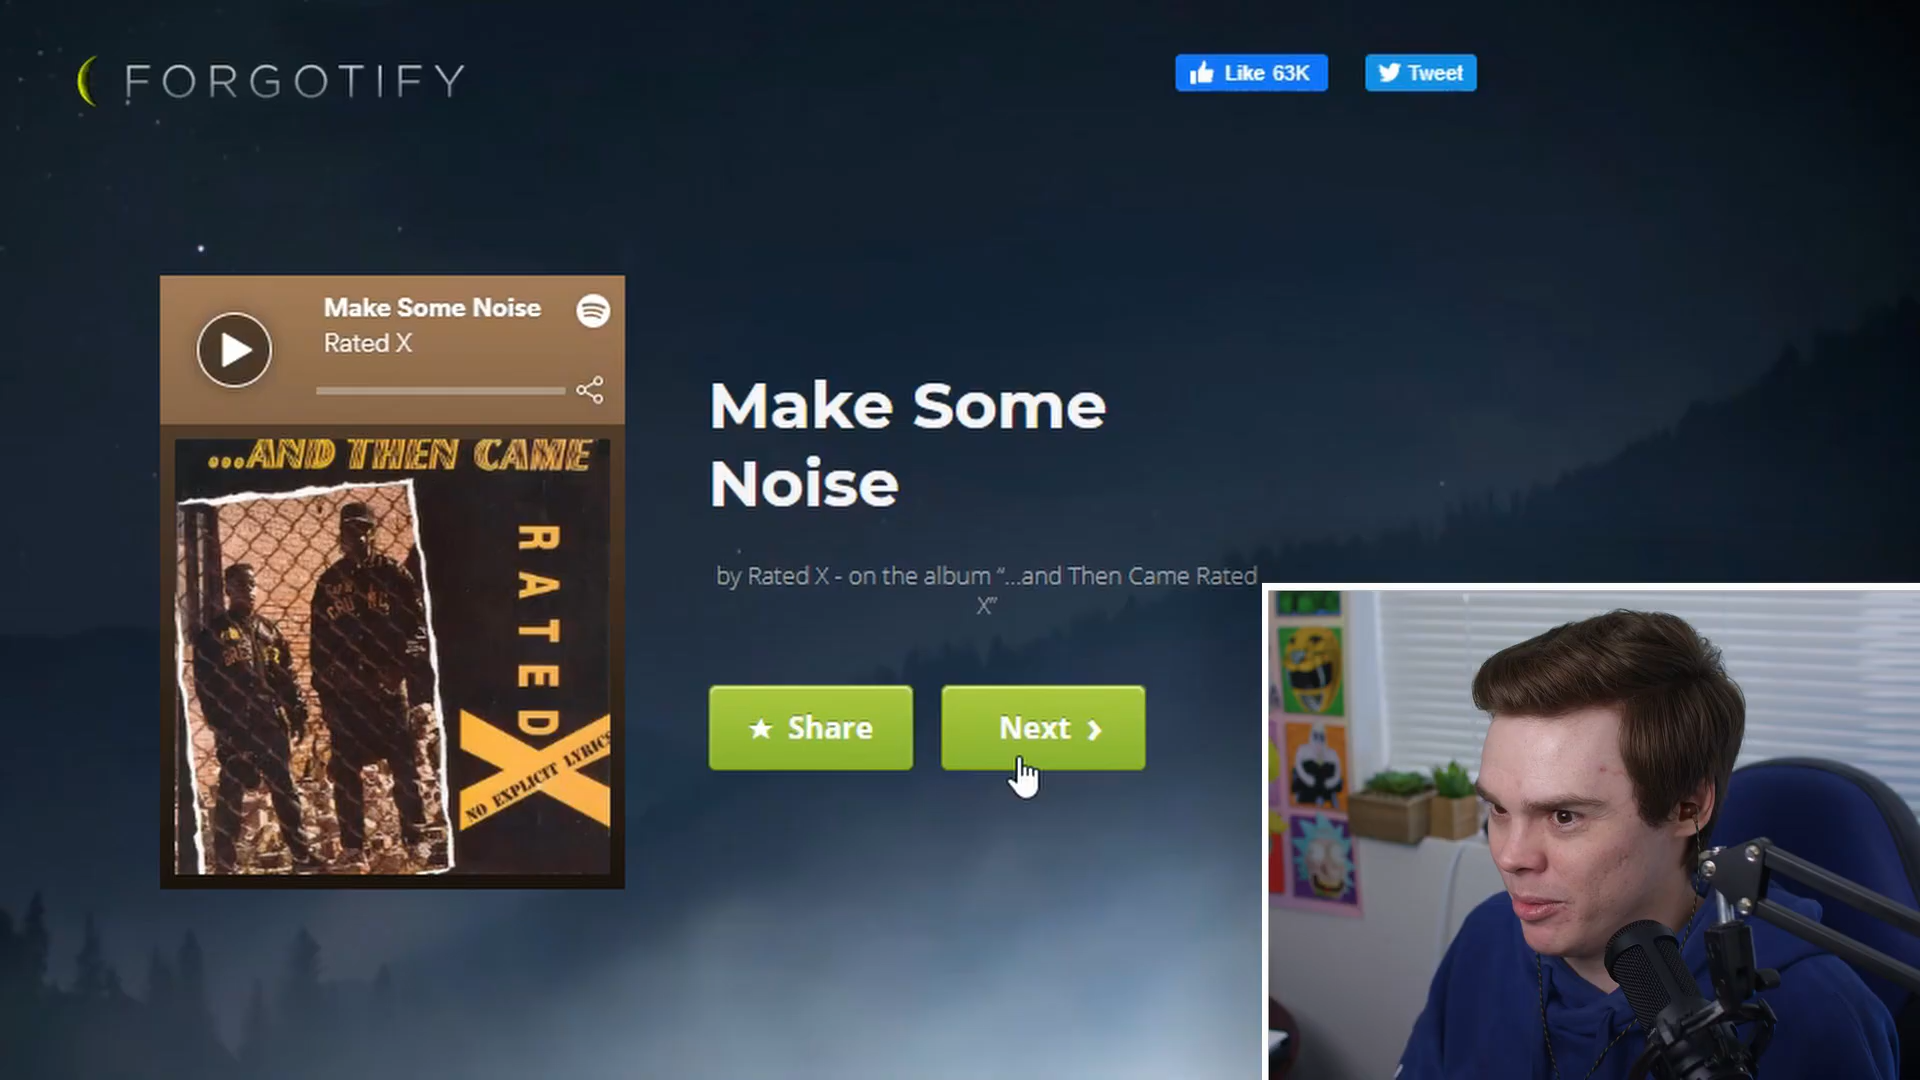 FORGOTIFY
Like 63K
Tweet
Make Some Noise
Rated X
...AND THEN CAME
RATED
X
NO EXPLICIT LYRICS
Make Some
Noise
by Rated X - on the album “...and Then Came Rated
X”
★ Share
Next ›